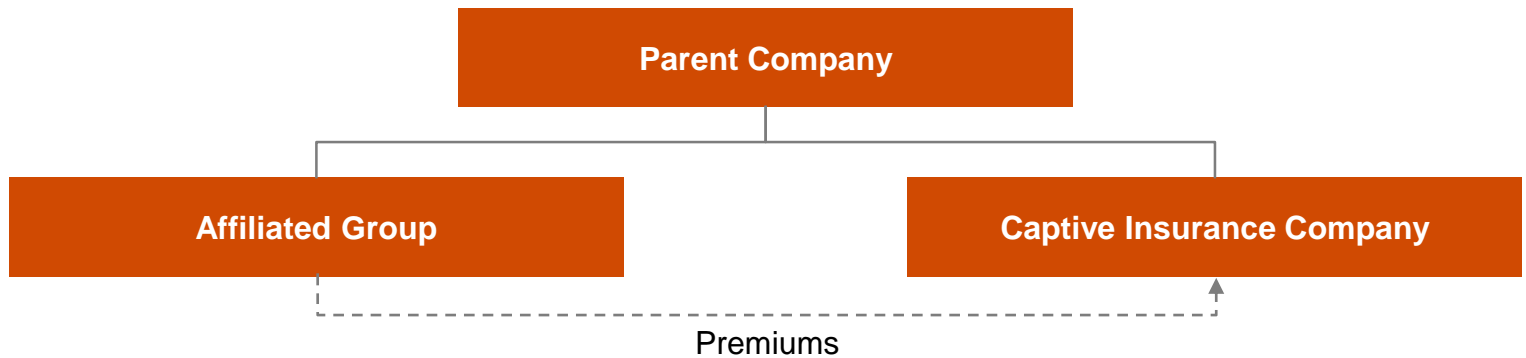 Parent Company
Affiliated Group
Captive Insurance Company
Premiums